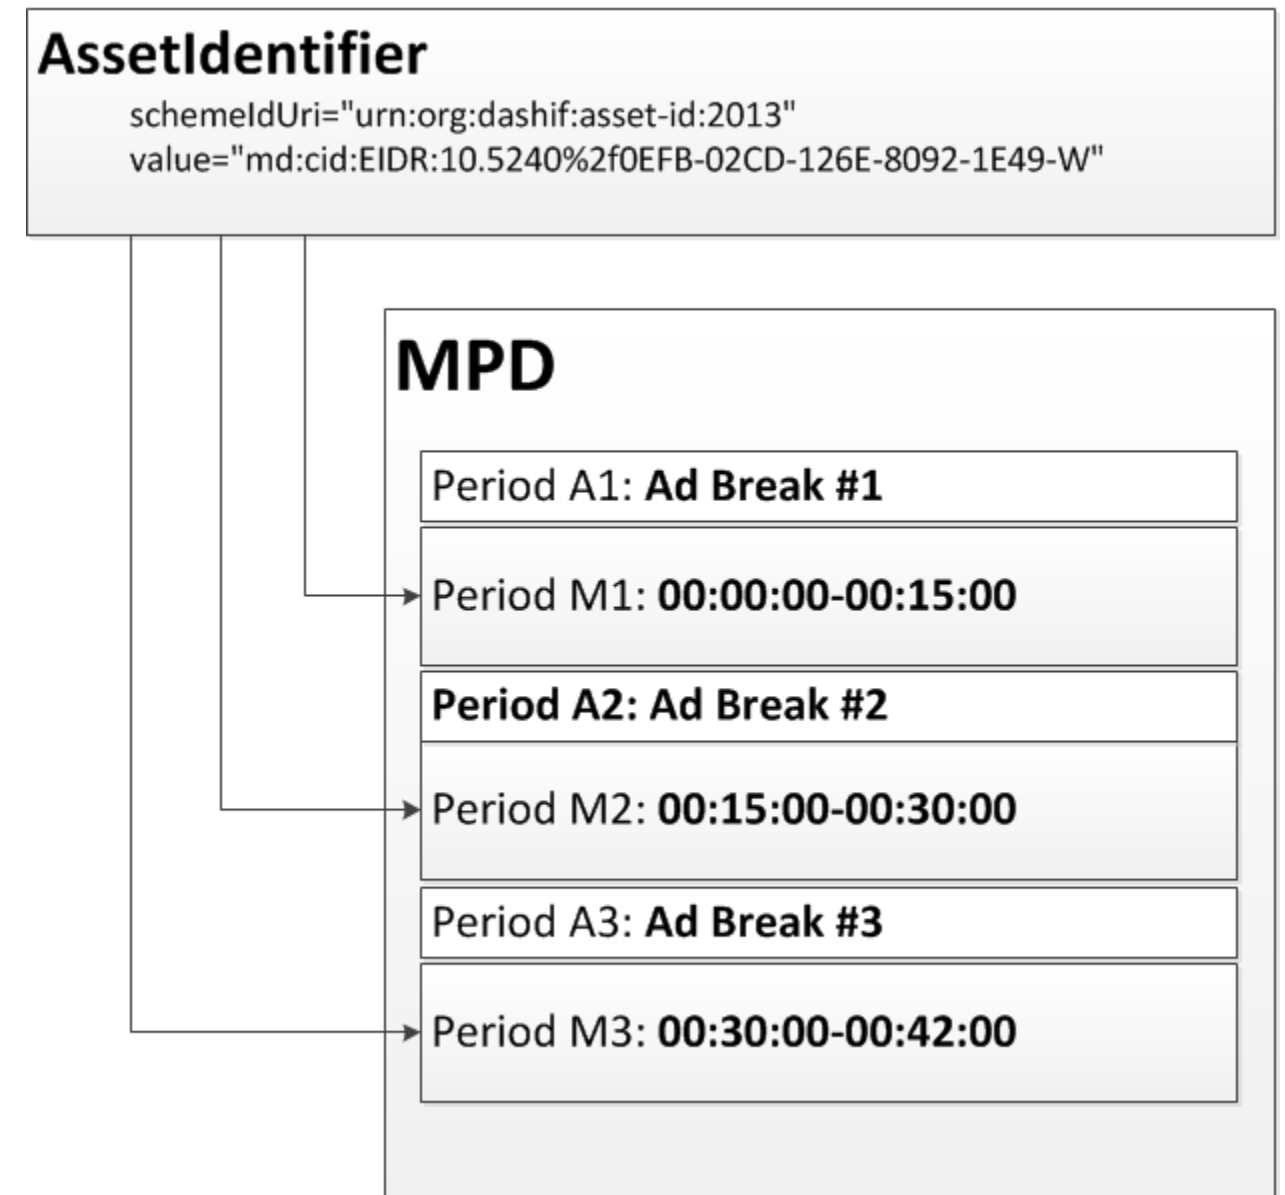 AssetIdentifier
schemeIdUri="urn:org:dashif:asset-id:2013"
value="md:cid:EIDR:10.5240%2f0EFB-02CD-126E-8092-1E49-W"
MPD
Period A1: Ad Break #1
Period M1: 00:00:00-00:15:00
Period A2: Ad Break #2
Period M2: 00:15:00-00:30:00
Period A3: Ad Break #3
Period M3: 00:30:00-00:42:00